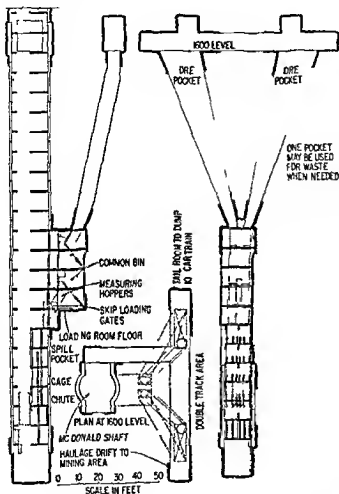 1600 LEVEL
ORE
POCKET
ORE
POCKET
ONE POCKET
MAY BE USED
FOR WASTE
WHEN NEEDED
COMMON BIN
MEASURING
HOPPERS
SKIP LOADING
GATES
LOADNG ROOM FLOOR
SPILL
POCKET
CAGE
CHUTE
PLAN AT 1600 LEVEL
MC DONALD SHAFT
HAULAGE DRIFT TO
MINING AREA
0 10 20 30 40 50
SCALE IN FEET
TAIL ROOM TO DUMP
10 CAR TRAIN
DOUBLE TRACK AREA